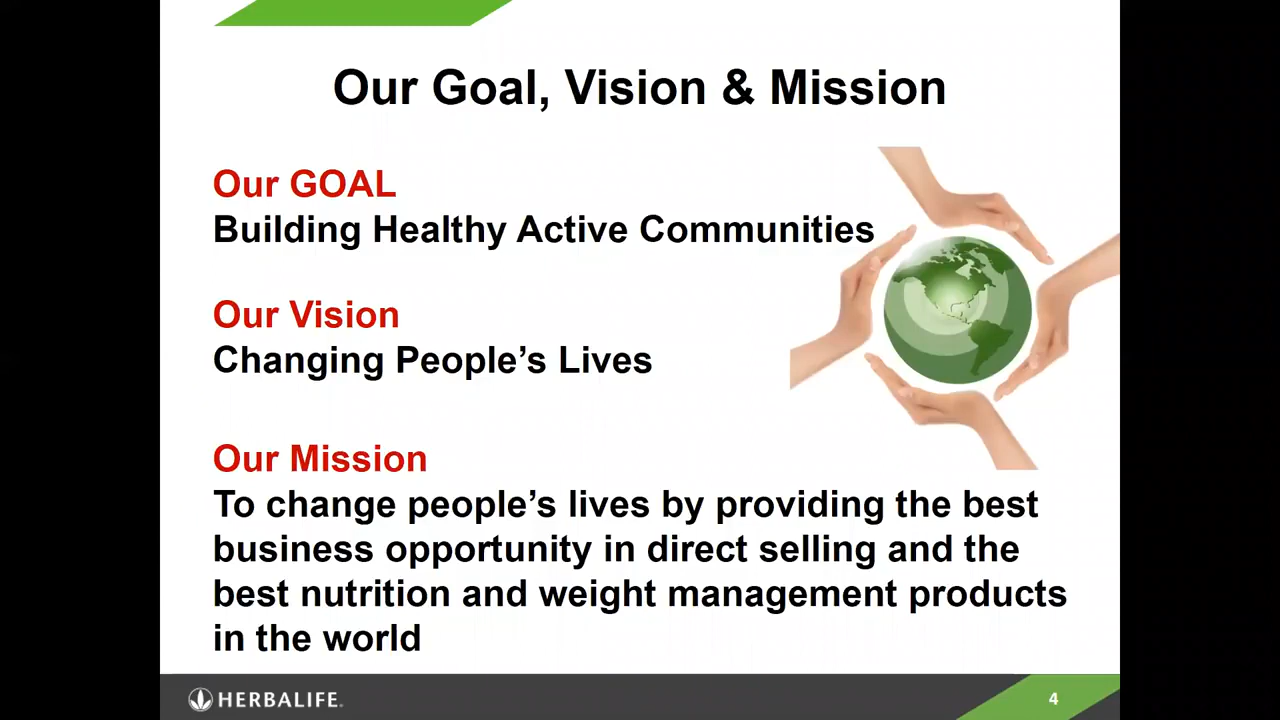 Our Goal, Vision & Mission
Our GOAL
Building Healthy Active Communities
Our Vision
Changing People’s Lives
Our Mission
To change people’s lives by providing the best
business opportunity in direct selling and the
best nutrition and weight management products
in the world
HERBALIFE.
4